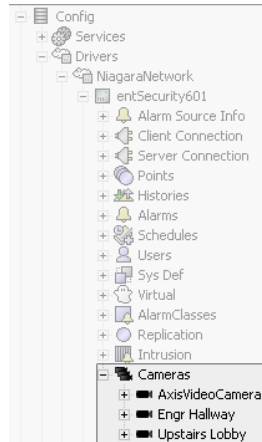 Config
Services
Drivers
NiagaraNetwork
entSecurity601
Alarm Source Info
Client Connection
Server Connection
Points
Histories
Alarms
Schedules
Users
Sys Def
Virtual
AlarmClasses
Replication
Intrusion
Cameras
AxisVideoCamera
Engr Hallway
Upstairs Lobby